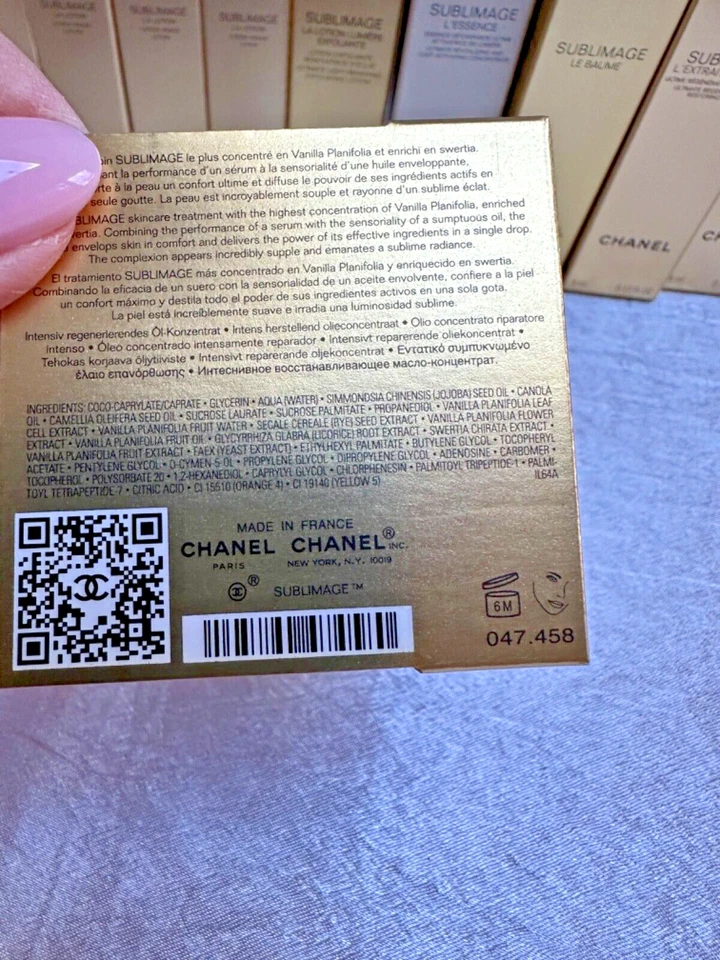 SUBLIMAGE
LA LOTION LUMIÈRE
EXFOLIANTE
SUBLIMAGE
L'ESSENCE
SUBLIMAGE
LE BAUME
CHANEL
SUBLIMAGE le plus concentré en Vanilla Planifolia et enrichi en swertia.
la performance d'un sérum à la sensorialité d'une huile enveloppante,
à la peau un confort ultime et diffuse le pouvoir de ses ingrédients actifs en
seule goutte. La peau est incroyablement souple et rayonne d'un sublime éclat.
skincare treatment with the highest concentration of Vanilla Planifolia, enriched
Combining the performance of a serum with the sensoriality of a sumptuous oil, the
envelops skin in comfort and delivers the power of its effective ingredients in a single drop.
The complexion appears incredibly supple and emanates a sublime radiance.
El tratamiento SUBLIMAGE más concentrado en Vanilla Planifolia y enriquecido en swertia.
Combinando la eficacia de un suero con la sensorialidad de un aceite envolvente, confiere a la piel
un confort máximo y destila todo el poder de sus ingredientes activos en una sola gota.
La piel está increíblemente suave e irradia una luminosidad sublime.
Intensiv regenerierendes Öl-Konzentrat • Intens herstellend olieconcentraat • Olio concentrato riparatore
intenso • Óleo concentrado intensamente reparador • Intensivt reparerende oliekoncentrat •
Tehokas korjaava öljytiiviste • Intensivt reparerande oljekoncentrat • Εντατικό συμπυκνωμένο
έλαιο επανόρθωσης • Интенсивное восстанавливающее масло-концентрат.
INGREDIENTS: COCO-CAPRYLATE/CAPRATE • GLYCERIN • AQUA (WATER) • SIMMONDSIA CHINENSIS (JOJOBA) SEED OIL • CANOLA
OIL • CAMELLIA OLEIFERA SEED OIL • SUCROSE LAURATE • SUCROSE PALMITATE • PROPANEDIOL • VANILLA PLANIFOLIA LEAF
CELL EXTRACT • VANILLA PLANIFOLIA FRUIT WATER • SECALE CEREALE (RYE) SEED EXTRACT • VANILLA PLANIFOLIA FLOWER
EXTRACT • VANILLA PLANIFOLIA FRUIT OIL • GLYCYRRHIZA GLABRA (LICORICE) ROOT EXTRACT • SWERTIA CHIRATA EXTRACT •
VANILLA PLANIFOLIA FRUIT EXTRACT • FAEX (YEAST EXTRACT) • ETHYLHEXYL PALMITATE • BUTYLENE GLYCOL • TOCOPHERYL
ACETATE • PENTYLENE GLYCOL • O-CYMEN-5-OL • PROPYLENE GLYCOL • DIPROPYLENE GLYCOL • ADENOSINE • CARBOMER •
TOCOPHEROL • POLYSORBATE 20 • 1,2-HEXANEDIOL • CAPRYLYL GLYCOL • CHLORPHENESIN • PALMITOYL TRIPEPTIDE-1 • PALMI-
TOYL TETRAPEPTIDE-7 • CITRIC ACID • CI 15510 (ORANGE 4) • CI 19140 (YELLOW 5)
IL64A
MADE IN FRANCE
CHANEL CHANEL® INC.
PARIS NEW YORK, N.Y. 10019
® SUBLIMAGE™
6M
047.458